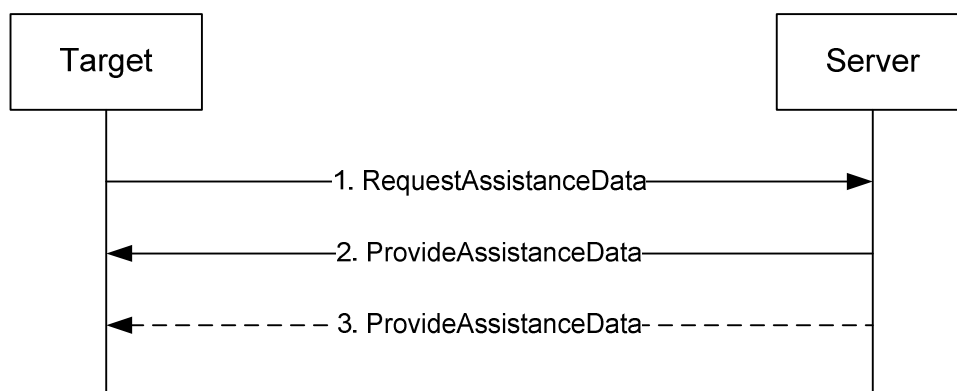 Target
Server
1. RequestAssistanceData
2. ProvideAssistanceData
3. ProvideAssistanceData